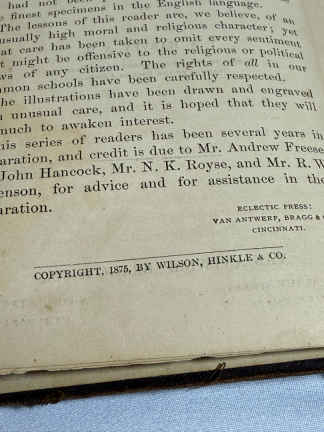 had not been
finest specimen in the English language.
The lessons of this reader are, we believe, of an
usually high moral and religious character; yet
at care has been taken to omit every sentiment
t might be offensive to the religious or political
ws of any citizen. The rights of all in our
mmon schools have been carefully respected.
he illustrations have been drawn and engraved
unusual care, and it is hoped that they will
much to awaken interest.
his series of readers has been several years in
aration, and credit is due to Mr. Andrew Freese
John Hancock, Mr. N. K. Royse, and Mr. R. W
enson, for advice and for assistance in the
aration.
ECLECTIC PRESS:
VAN ANTWERP, BRAGG &
CINCINNATI.
COPYRIGHT, 1875, BY WILSON, HINKLE & CO.